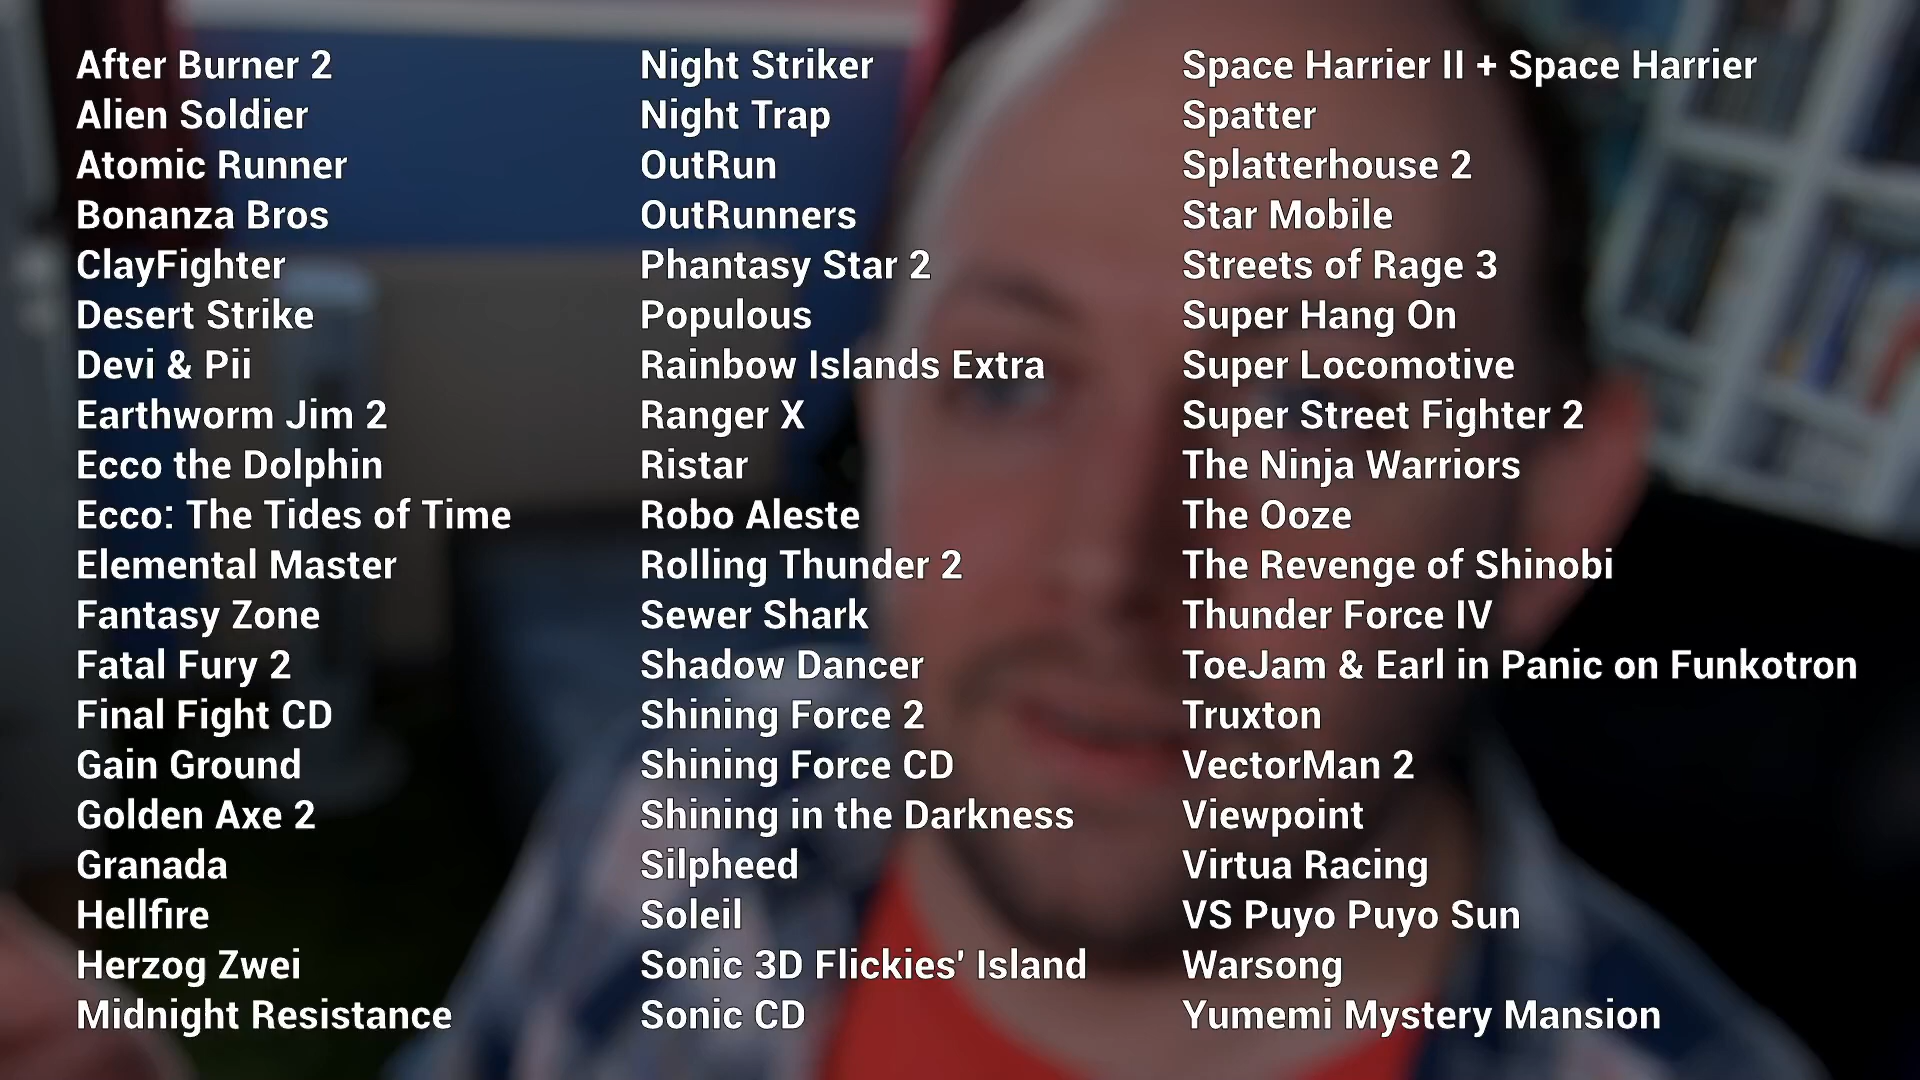 After Burner 2
Alien Soldier
Atomic Runner
Bonanza Bros
ClayFighter
Desert Strike
Devi & Pii
Earthworm Jim 2
Ecco the Dolphin
Ecco: The Tides of Time
Elemental Master
Fantasy Zone
Fatal Fury 2
Final Fight CD
Gain Ground
Golden Axe 2
Granada
Hellfire
Herzog Zwei
Midnight Resistance
Night Striker
Night Trap
OutRun
OutRunners
Phantasy Star 2
Populous
Rainbow Islands Extra
Ranger X
Ristar
Robo Aleste
Rolling Thunder 2
Sewer Shark
Shadow Dancer
Shining Force 2
Shining Force CD
Shining in the Darkness
Silpheed
Soleil
Sonic 3D Flickies' Island
Sonic CD
Space Harrier II + Space Harrier
Spatter
Splatterhouse 2
Star Mobile
Streets of Rage 3
Super Hang On
Super Locomotive
Super Street Fighter 2
The Ninja Warriors
The Ooze
The Revenge of Shinobi
Thunder Force IV
ToeJam & Earl in Panic on Funkotron
Truxton
VectorMan 2
Viewpoint
Virtua Racing
VS Puyo Puyo Sun
Warsong
Yumemi Mystery Mansion